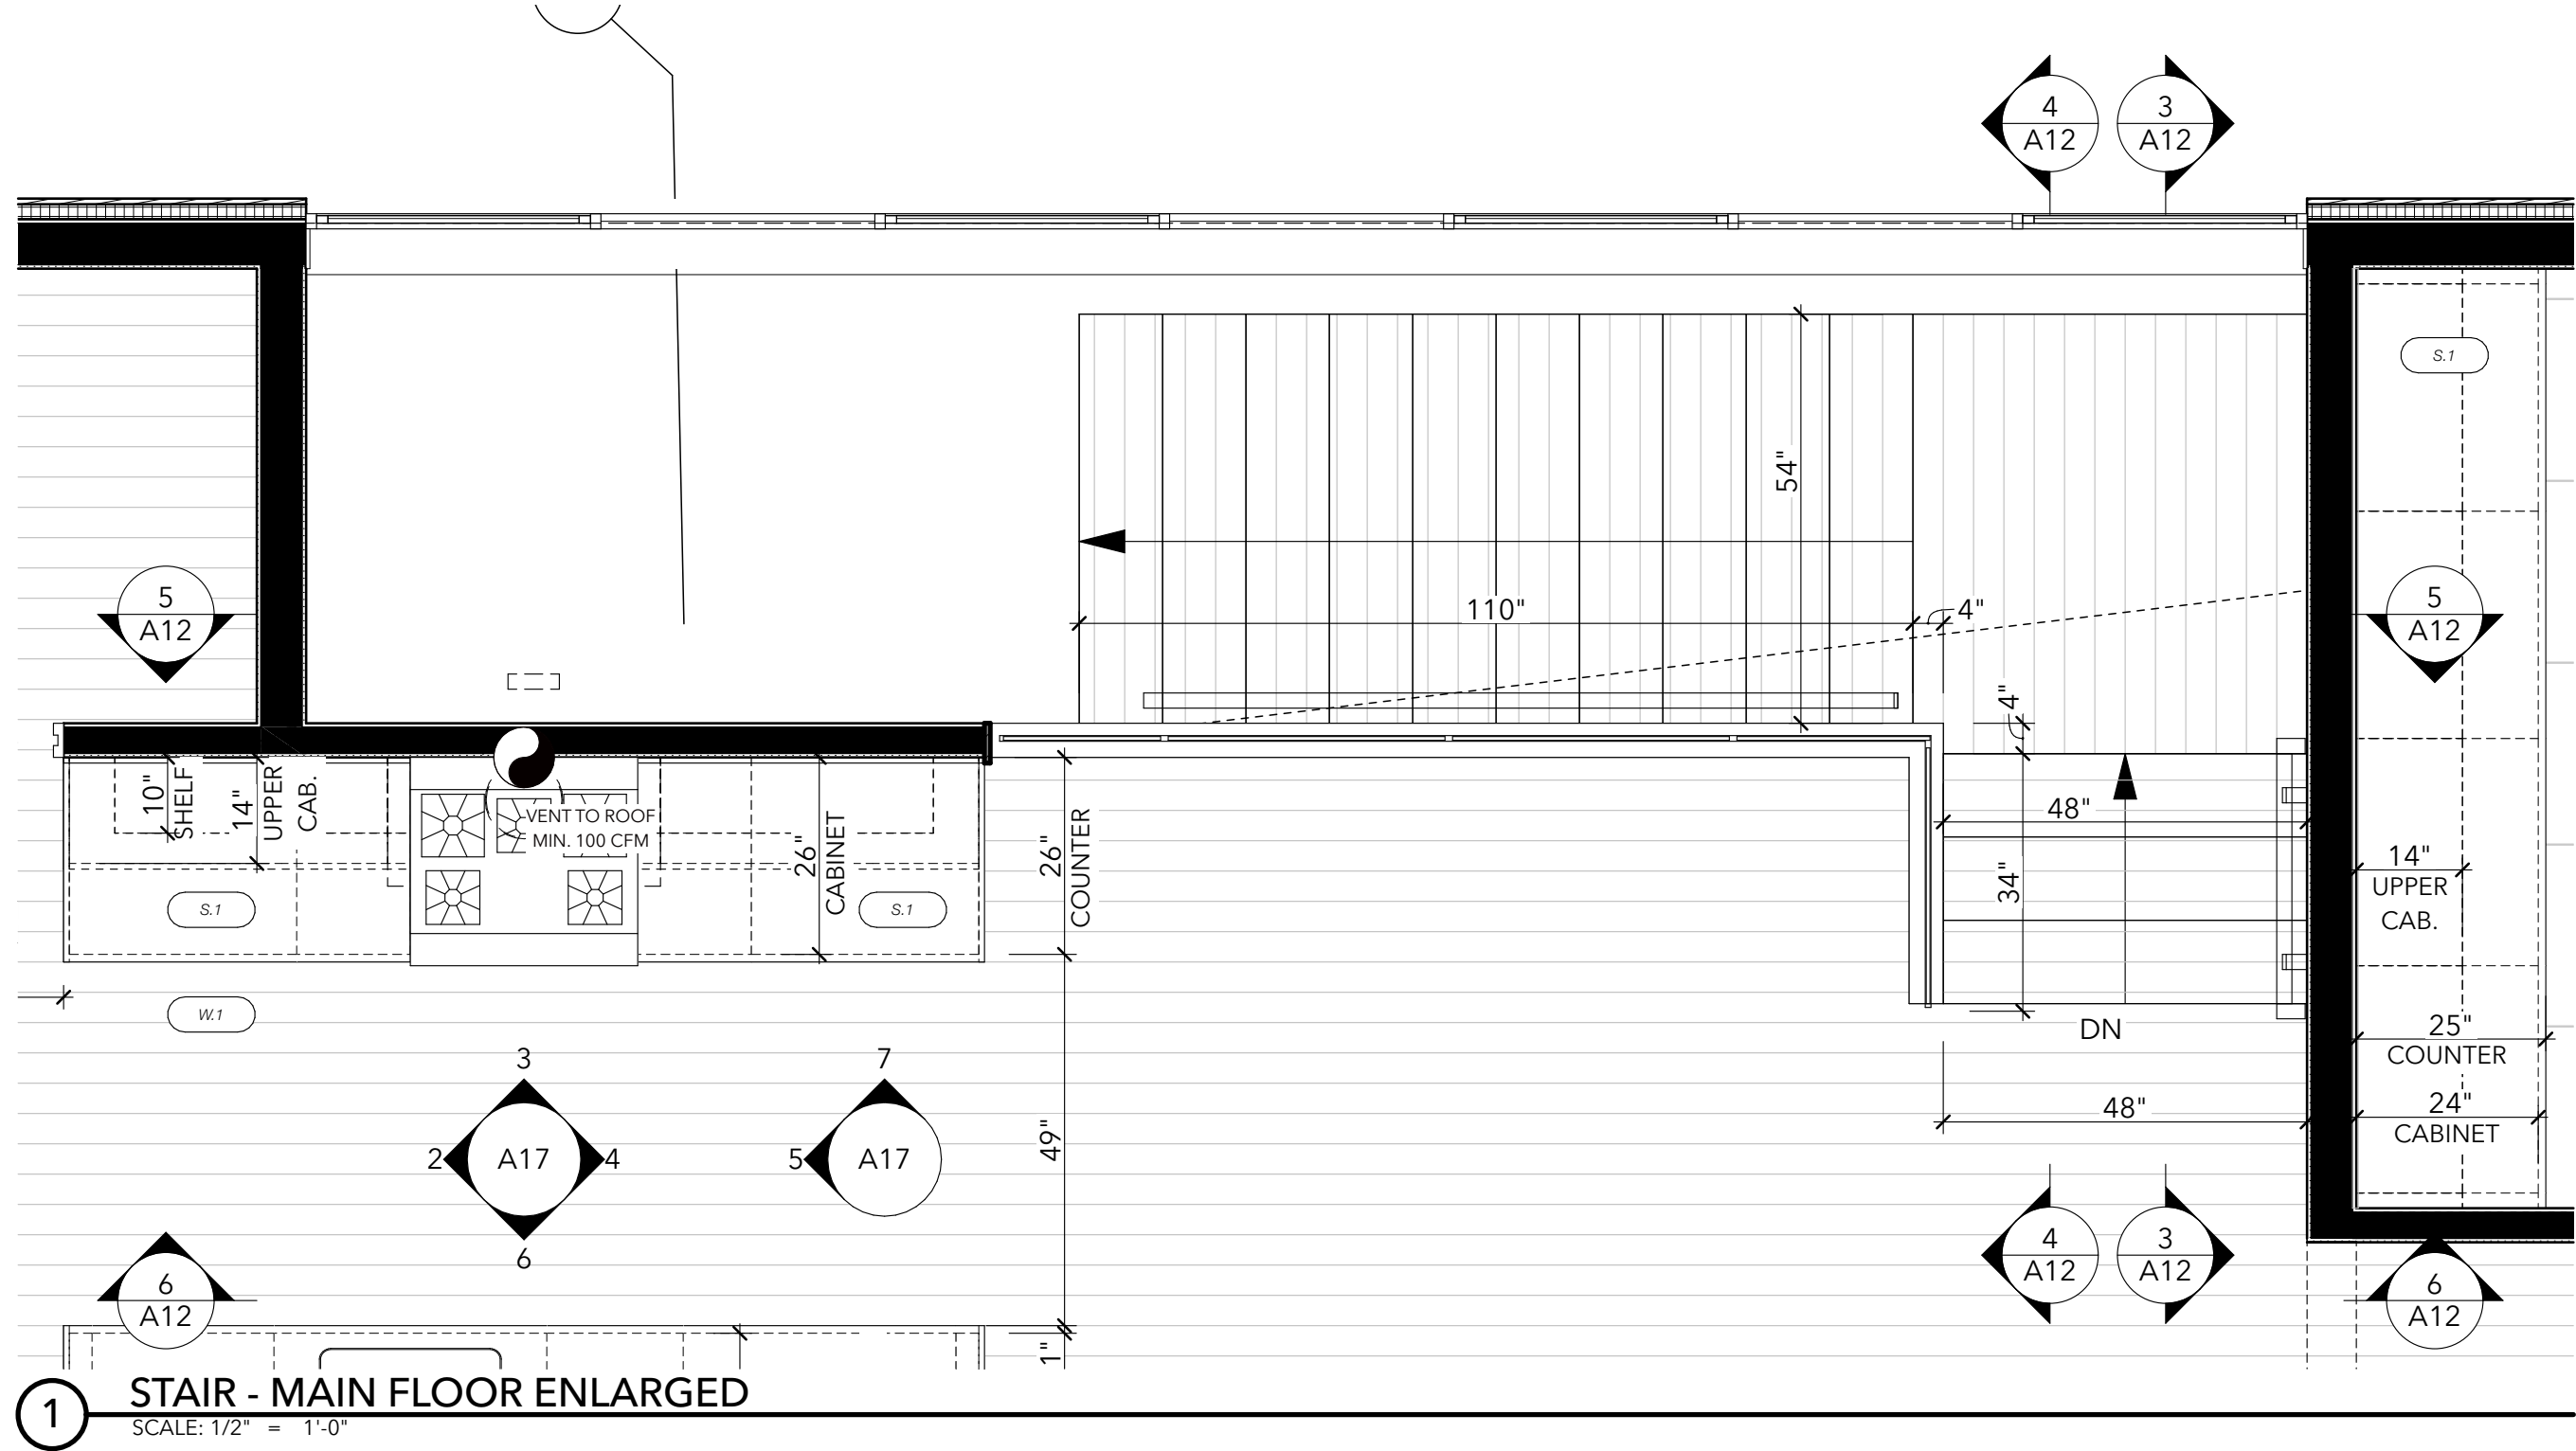 4
A12
3
A12
S.1
54"
5
A12
110"
4"
5
A12
4"
10"
SHELF
14"
UPPER
CAB.
VENT TO ROOF
MIN. 100 CFM
26"
CABINET
26"
COUNTER
48"
34"
14"
UPPER
CAB.
S.1
S.1
W.1
DN
25"
COUNTER
24"
CABINET
48"
3
2
A17
4
6
7
5
A17
49"
4
A12
3
A12
6
A12
6
A12
1"
1
STAIR - MAIN FLOOR ENLARGED
SCALE: 1/2" = 1'-0"